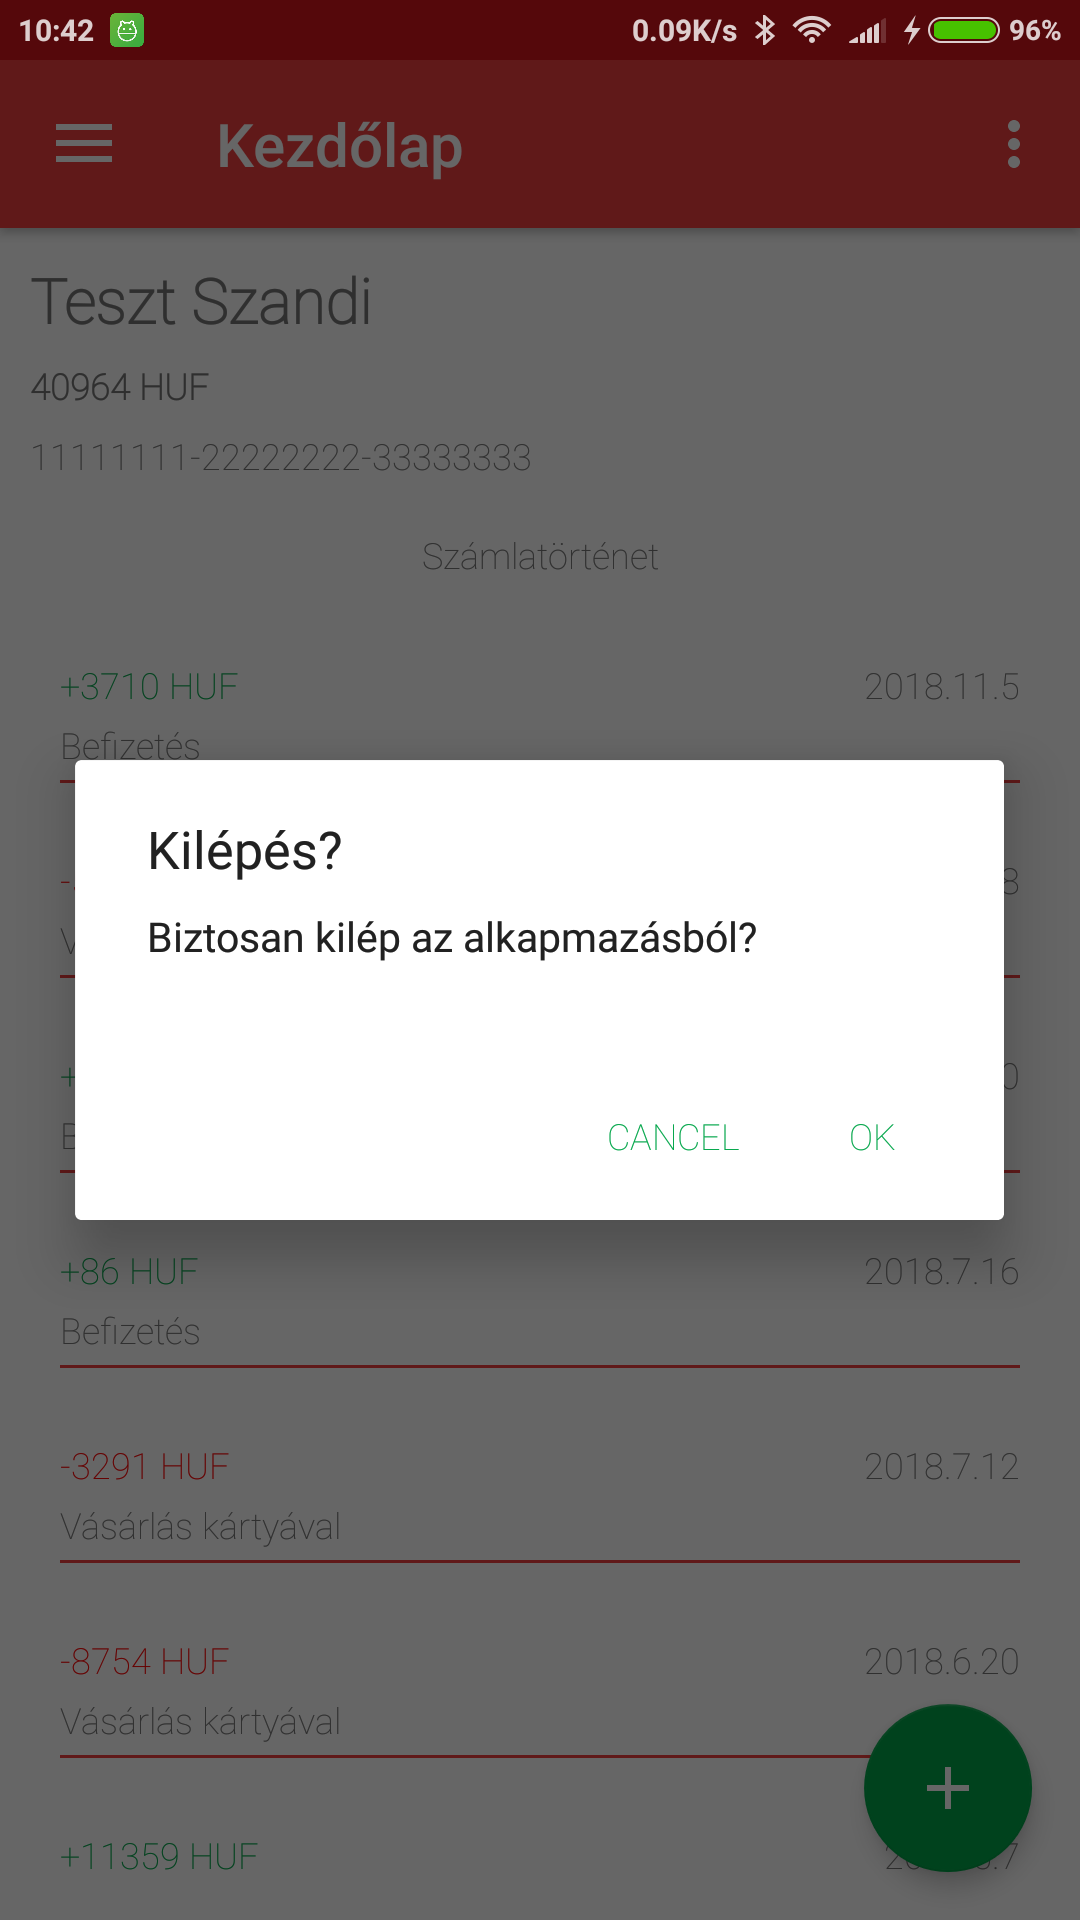 10:42 0.09K/s 96%
Kezdőlap
Teszt Szandi
40964 HUF
11111111-22222222-33333333
Számlatörténet
+3710 HUF 2018.11.5
Befizetés
Kilépés?
Biztosan kilép az alkapmazásból?
CANCEL OK
+86 HUF 2018.7.16
Befizetés
-3291 HUF 2018.7.12
Vásárlás kártyával
-8754 HUF 2018.6.20
Vásárlás kártyával
+11359 HUF